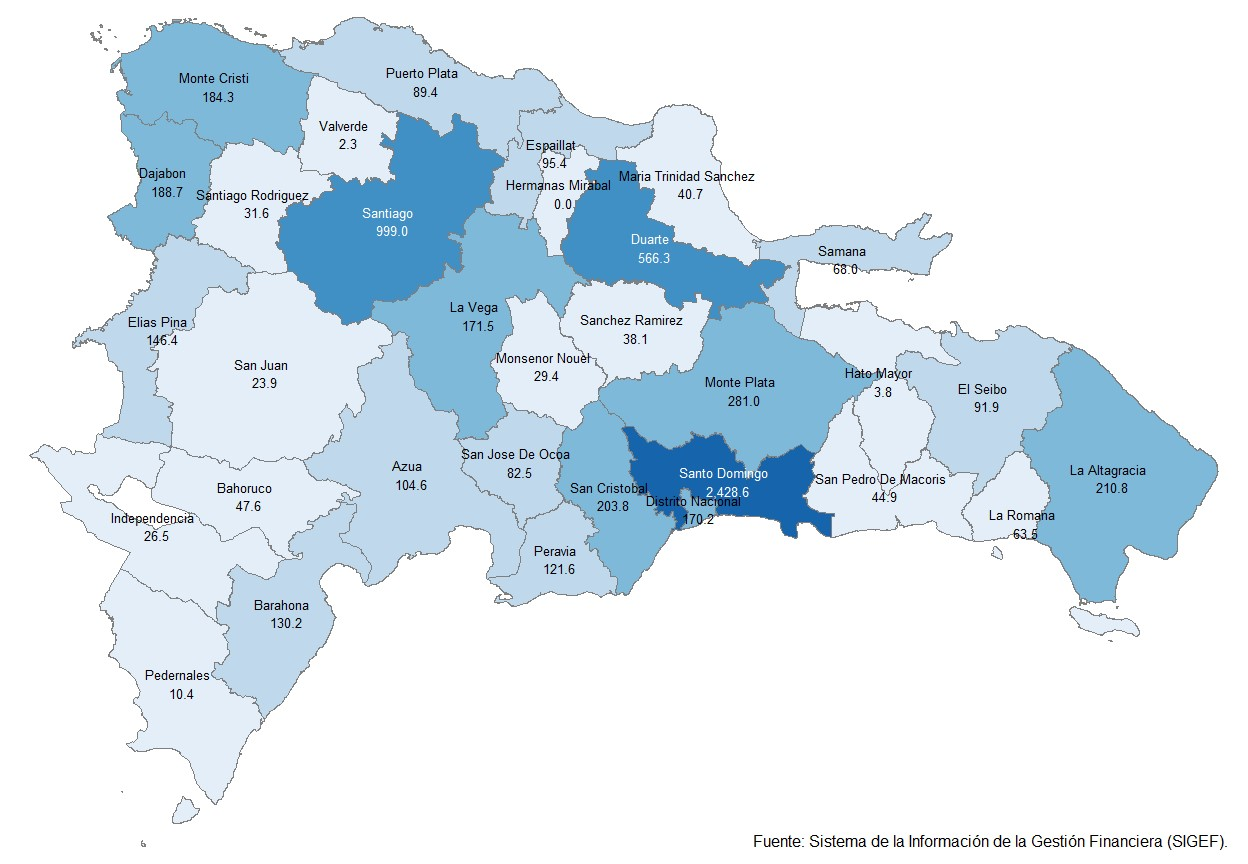 Monte Cristi
184.3
Puerto Plata
89.4
Valverde
2.3
Espaillat
95.4
Dajabon
188.7
Santiago Rodriguez
31.6
Hermanas Mirabal
0.0
Maria Trinidad Sanchez
40.7
Santiago
999.0
Duarte
566.3
Samana
68.0
Elias Pina
146.4
La Vega
171.5
Sanchez Ramirez
38.1
San Juan
23.9
Monsenor Nouel
29.4
Monte Plata
281.0
Hato Mayor
3.8
El Seibo
91.9
San Jose De Ocoa
82.5
Azua
104.6
Santo Domingo
2,428.6
La Altagracia
210.8
San Pedro De Macoris
44.9
Bahoruco
47.6
San Cristobal
203.8
Distrito Nacional
170.2
Independencia
26.5
La Romana
63.5
Peravia
121.6
Barahona
130.2
Pedernales
10.4
Fuente: Sistema de la Información de la Gestión Financiera (SIGEF).